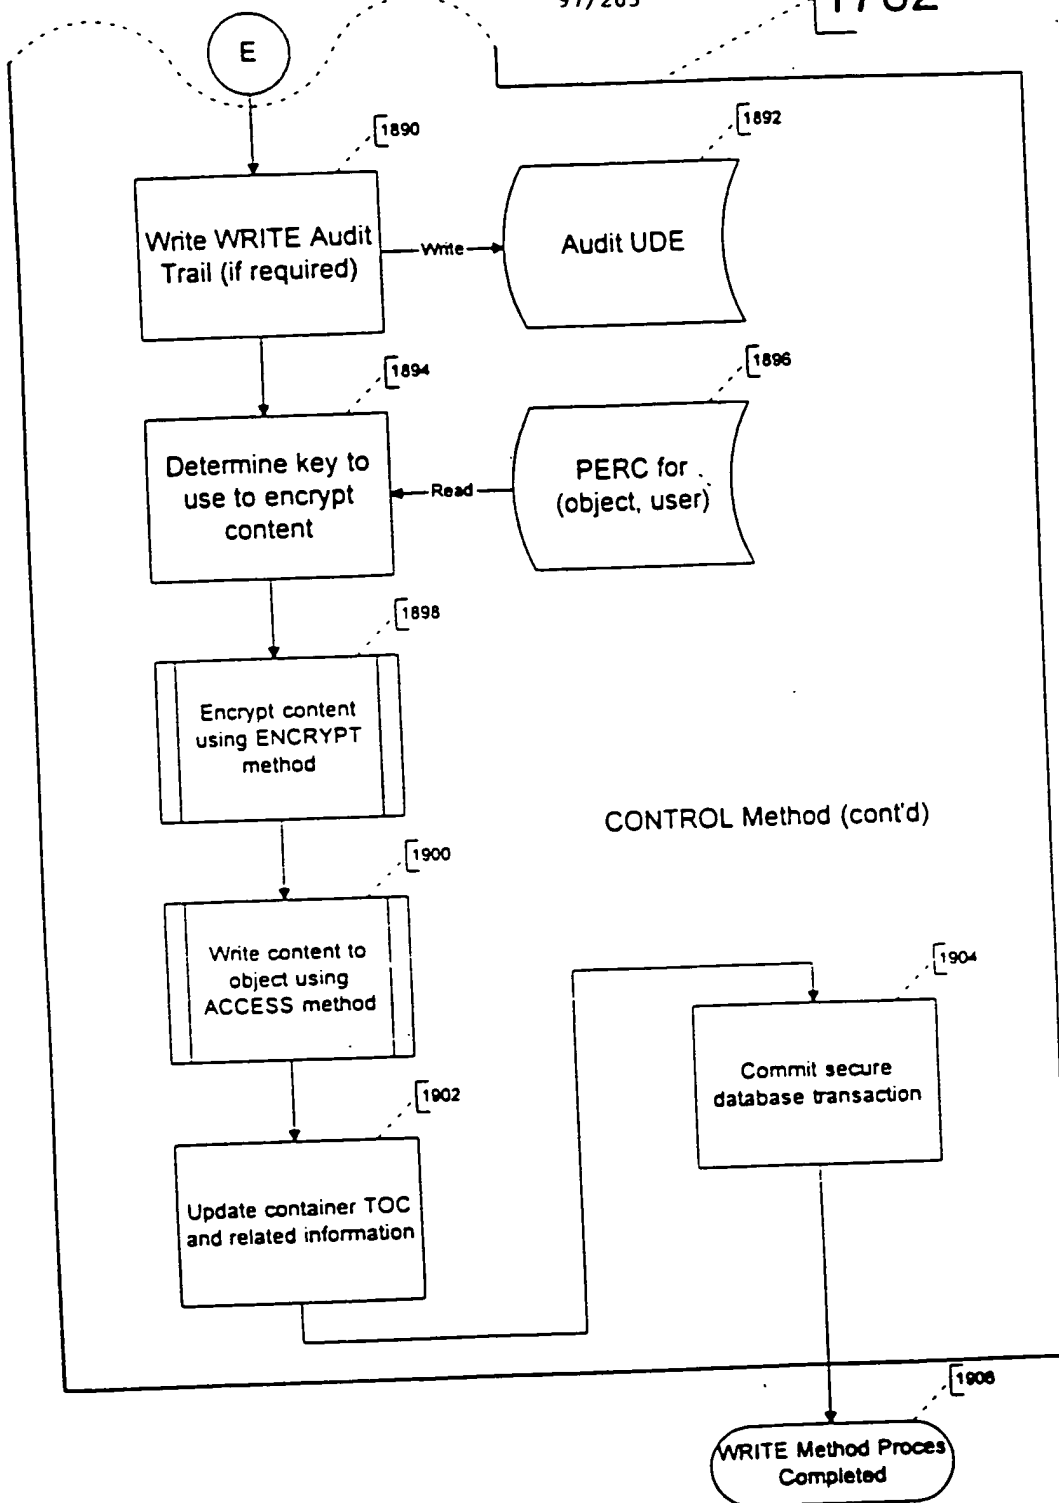 97/265
E
1890
1892
Write WRITE Audit
Trail (if required)
Write
Audit UDE
1894
1896
Determine key to
use to encrypt
content
Read
PERC for
(object, user)
1898
Encrypt content
using ENCRYPT
method
CONTROL Method (cont'd)
1900
Write content to
object using
ACCESS method
1904
Commit secure
database transaction
1902
Update container TOC
and related information
1906
WRITE Method Proces
Completed